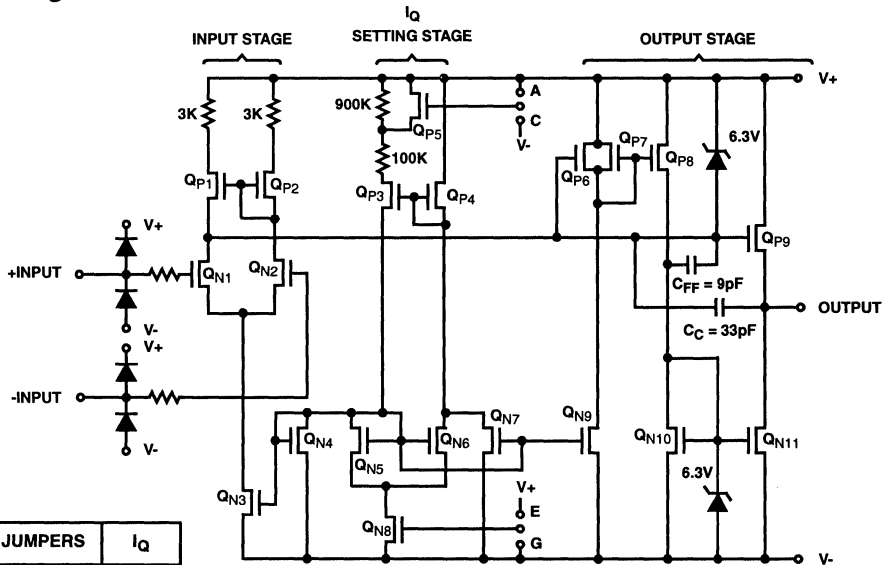 IQ
INPUT STAGE
SETTING STAGE
OUTPUT STAGE
V+
3K
3K
900K
QP5
A
C
V-
100K
QP1
QP2
QP3
QP4
QP6
QP7
QP8
6.3V
QP9
V+
+INPUT
QN1
QN2
CFF = 9pF
OUTPUT
CC = 33pF
V-
V+
-INPUT
V-
QN3
QN4
QN5
QN6
QN7
QN8
V+
E
G
QN9
QN10
QN11
6.3V
V-
JUMPERS
IQ